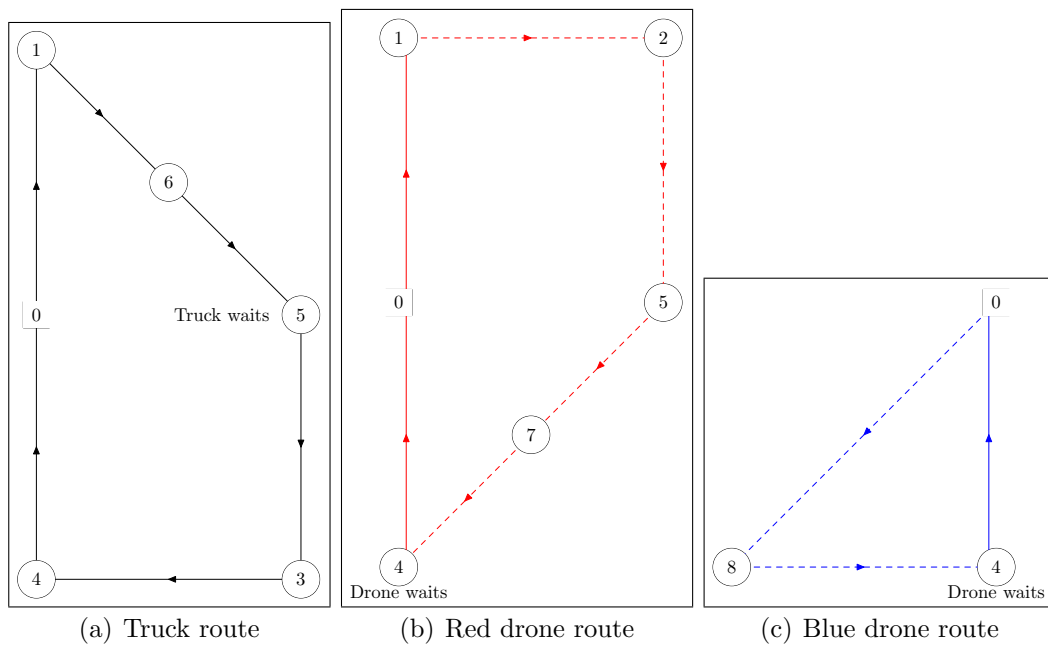 1
6
0
Truck waits
5
4
3
(a) Truck route
1
2
0
5
7
4
Drone waits
(b) Red drone route
0
8
4
Drone waits
(c) Blue drone route